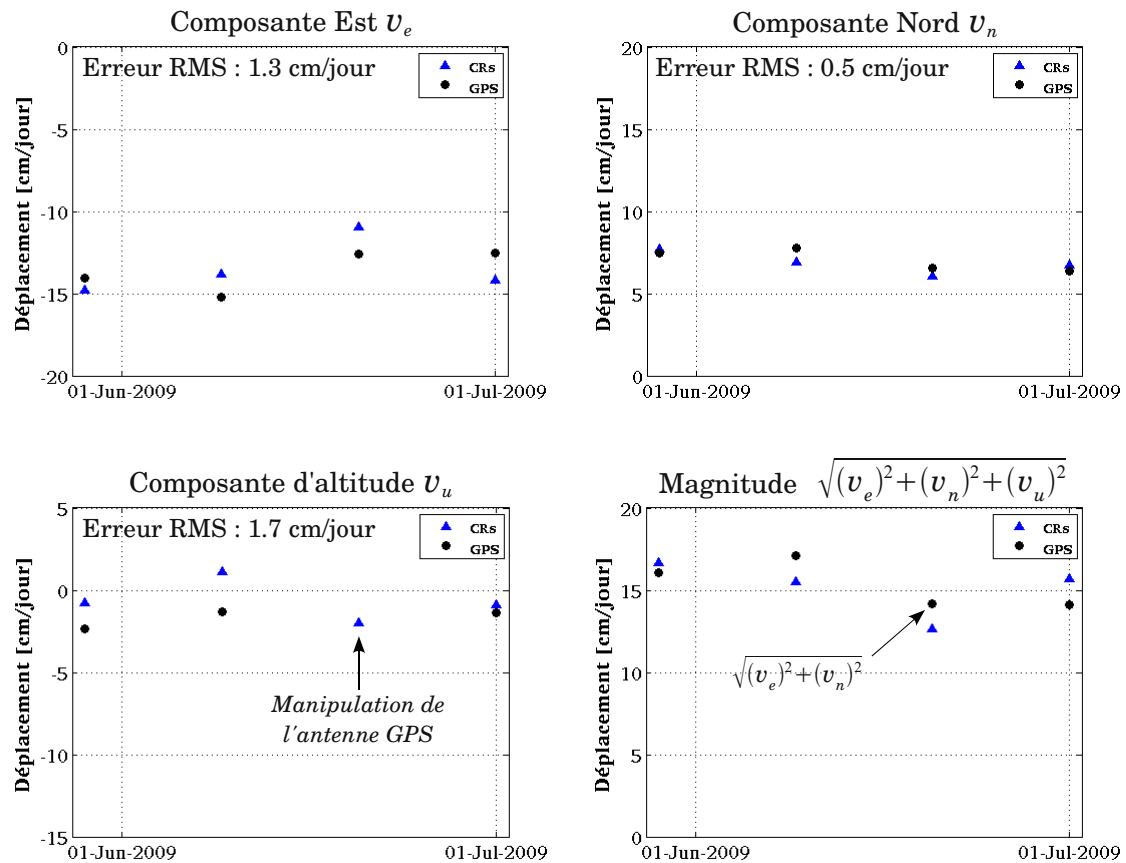 Composante Est v_e
Erreur RMS : 1.3 cm/jour
CRs
GPS
Déplacement [cm/jour]
0
-5
-10
-15
-20
01-Jun-2009
01-Jul-2009
Composante Nord v_n
Erreur RMS : 0.5 cm/jour
CRs
GPS
Déplacement [cm/jour]
20
15
10
5
0
01-Jun-2009
01-Jul-2009
Composante d'altitude v_u
Erreur RMS : 1.7 cm/jour
CRs
GPS
Déplacement [cm/jour]
5
0
-5
-10
-15
Manipulation de
l'antenne GPS
01-Jun-2009
01-Jul-2009
Magnitude √(v_e)²+(v_n)²+(v_u)²
CRs
GPS
Déplacement [cm/jour]
20
15
10
5
0
√(v_e)²+(v_n)²
01-Jun-2009
01-Jul-2009